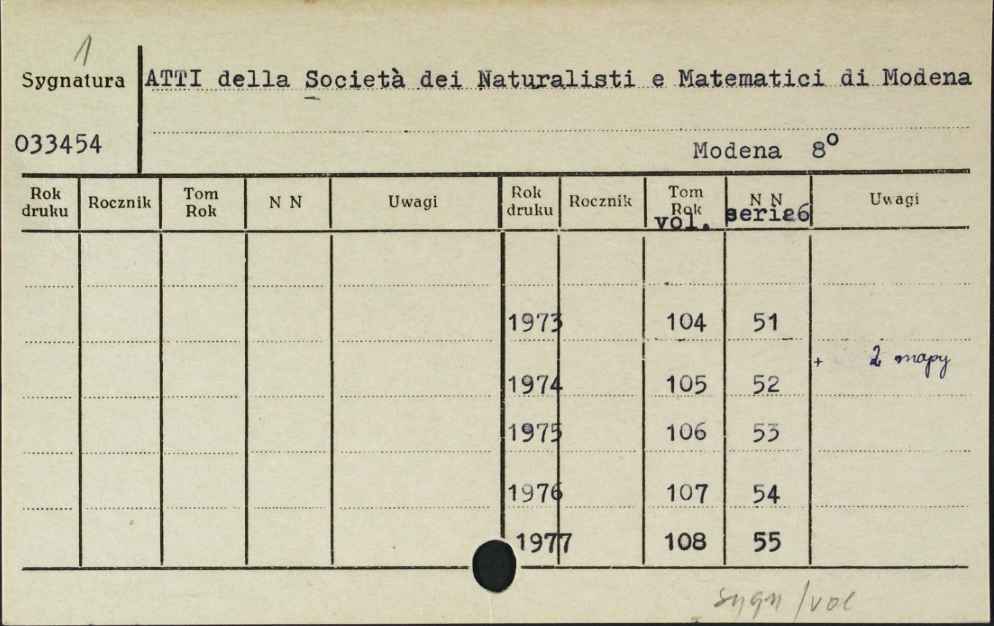 1
Sygnatura ATTI della Società dei Naturalisti e Matematici di Modena
033454
Modena 8°
Rok druku Rocznik Tom Rok N N Uwagi Rok druku Rocznik Tom Rok vol. N N seria6 Uwagi
1973 104 51
+ 2 mapy
1974 105 52
1975 106 53
1976 107 54
1977 108 55
sygn/vol